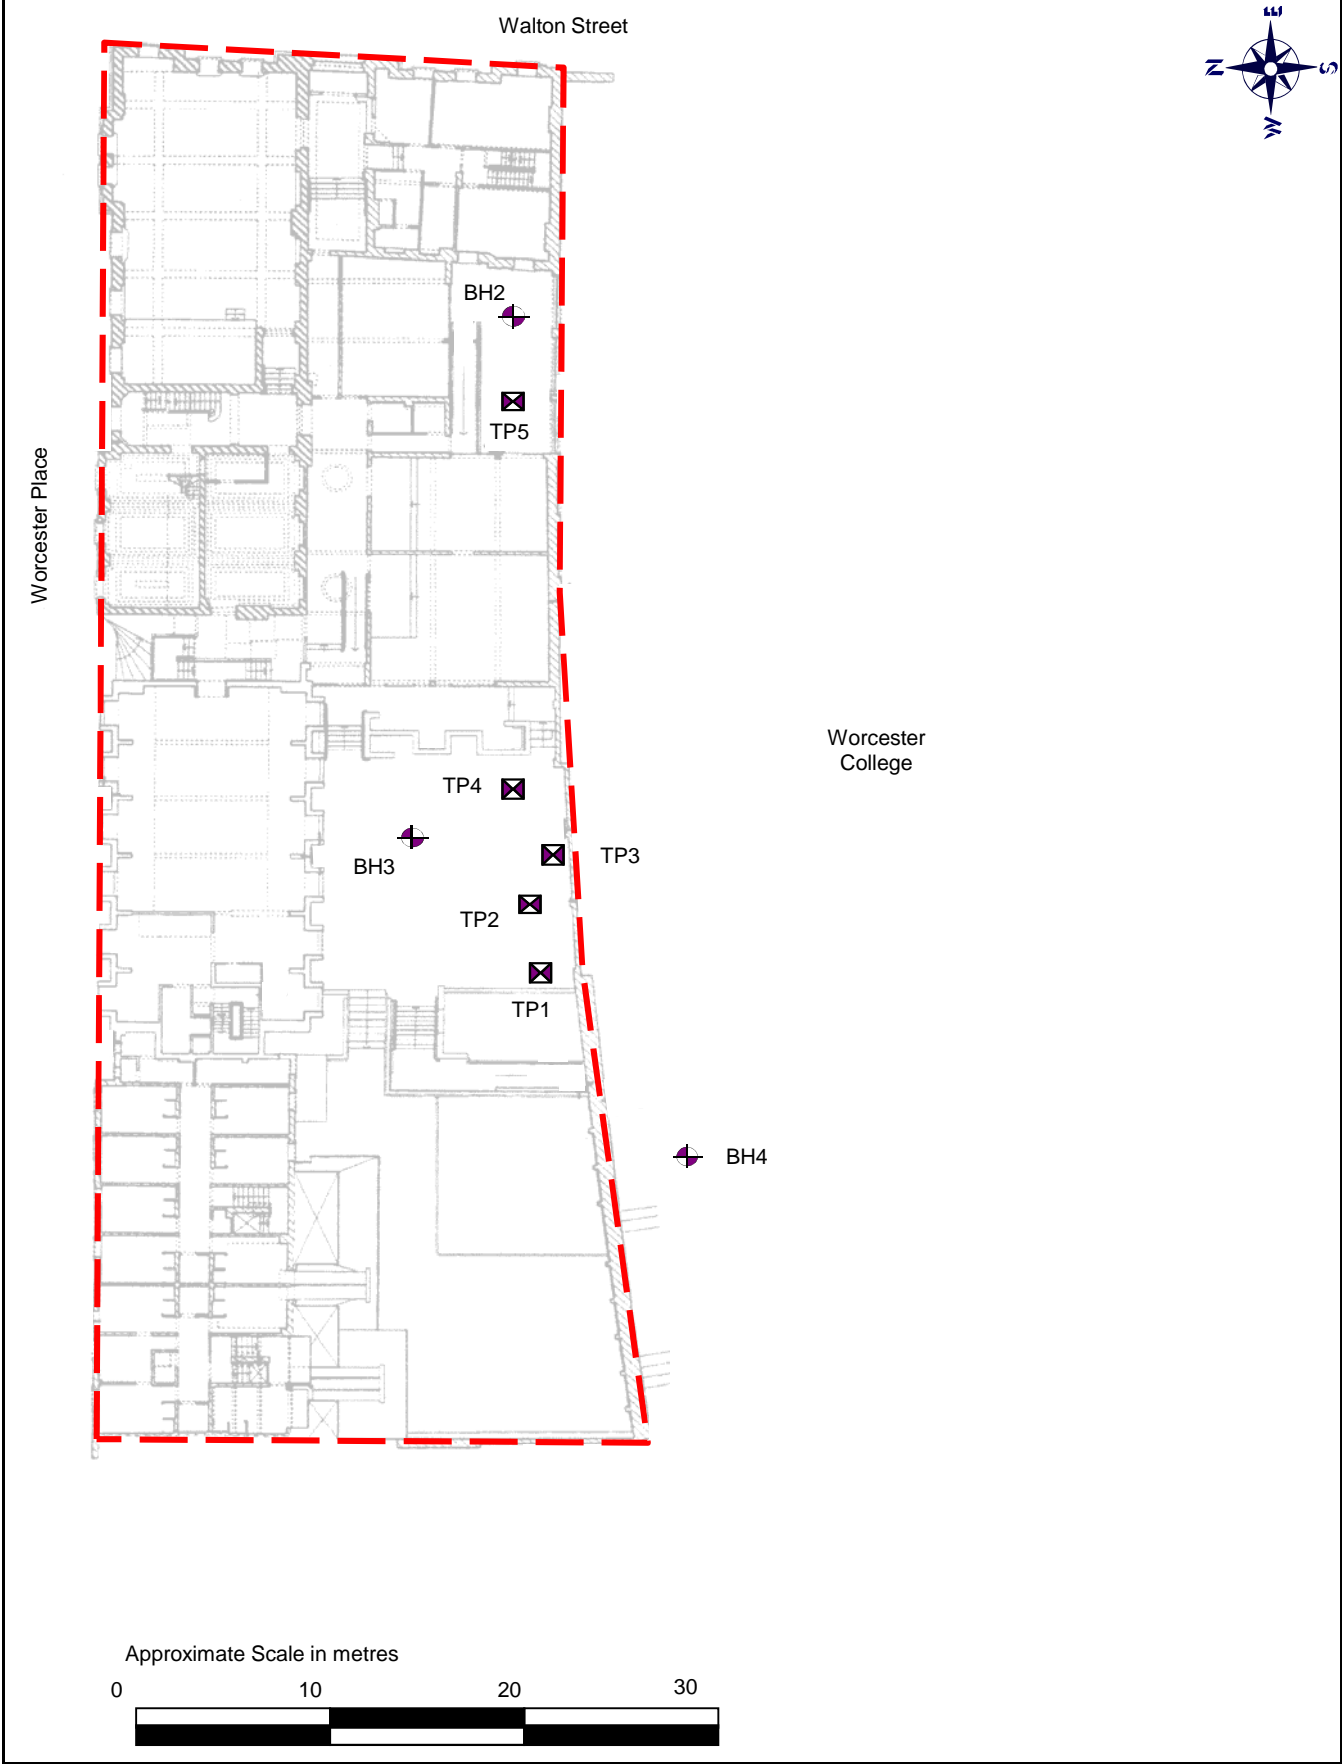 Walton Street
E
N
S
W
BH2
TP5
Worcester Place
Worcester
College
TP4
BH3
TP3
TP2
TP1
BH4
Approximate Scale in metres
0 10 20 30